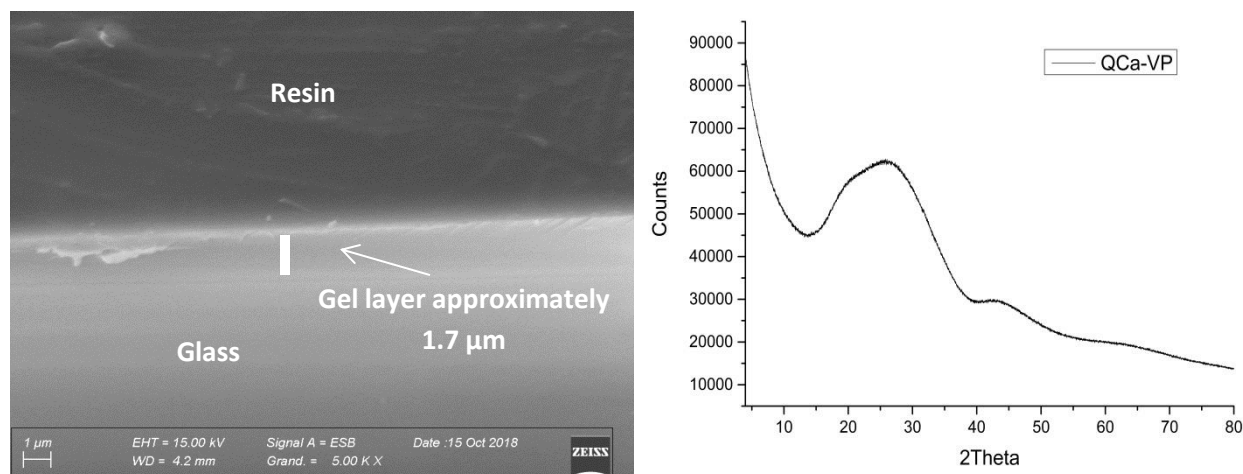 Resin
Gel layer approximately
1.7 µm
Glass
1 µm
EHT = 15.00 kV
Signal A = ESB
Date :15 Oct 2018
WD = 4.2 mm
Grand. = 5.00 K X
ZEISS
90000
80000
70000
60000
50000
40000
30000
20000
10000
Counts
QCa-VP
10 20 30 40 50 60 70 80
2Theta